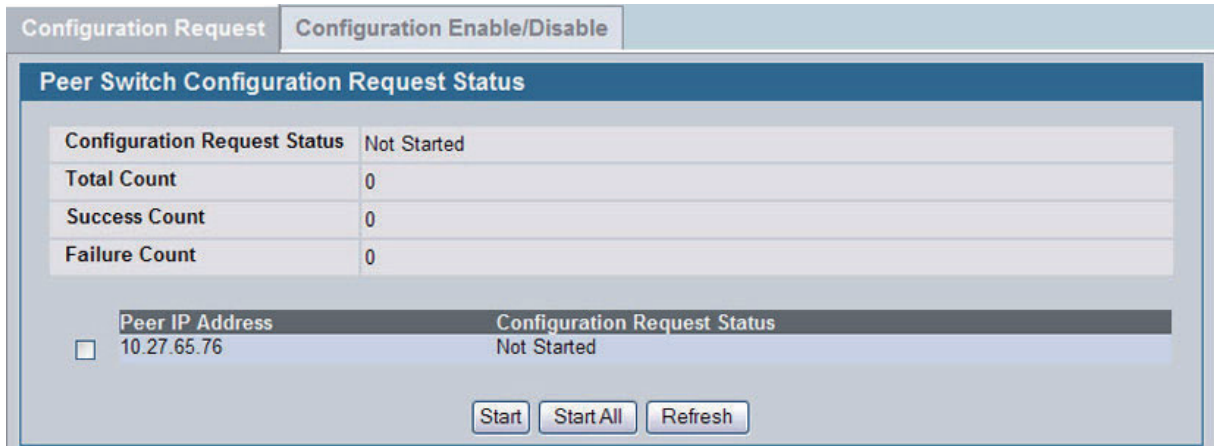 Configuration Request Configuration Enable/Disable
Peer Switch Configuration Request Status
Configuration Request Status Not Started
Total Count 0
Success Count 0
Failure Count 0
Peer IP Address Configuration Request Status
10.27.65.76 Not Started
Start Start All Refresh